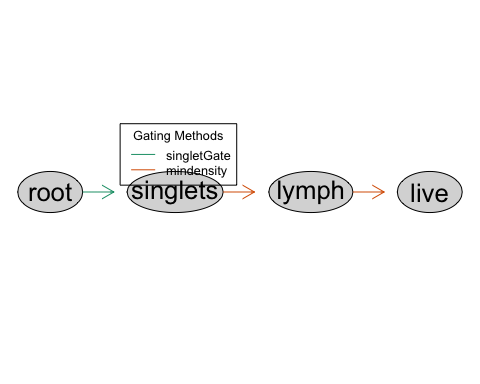 Gating Methods
singletGate
mindensity
root singlets lymph live